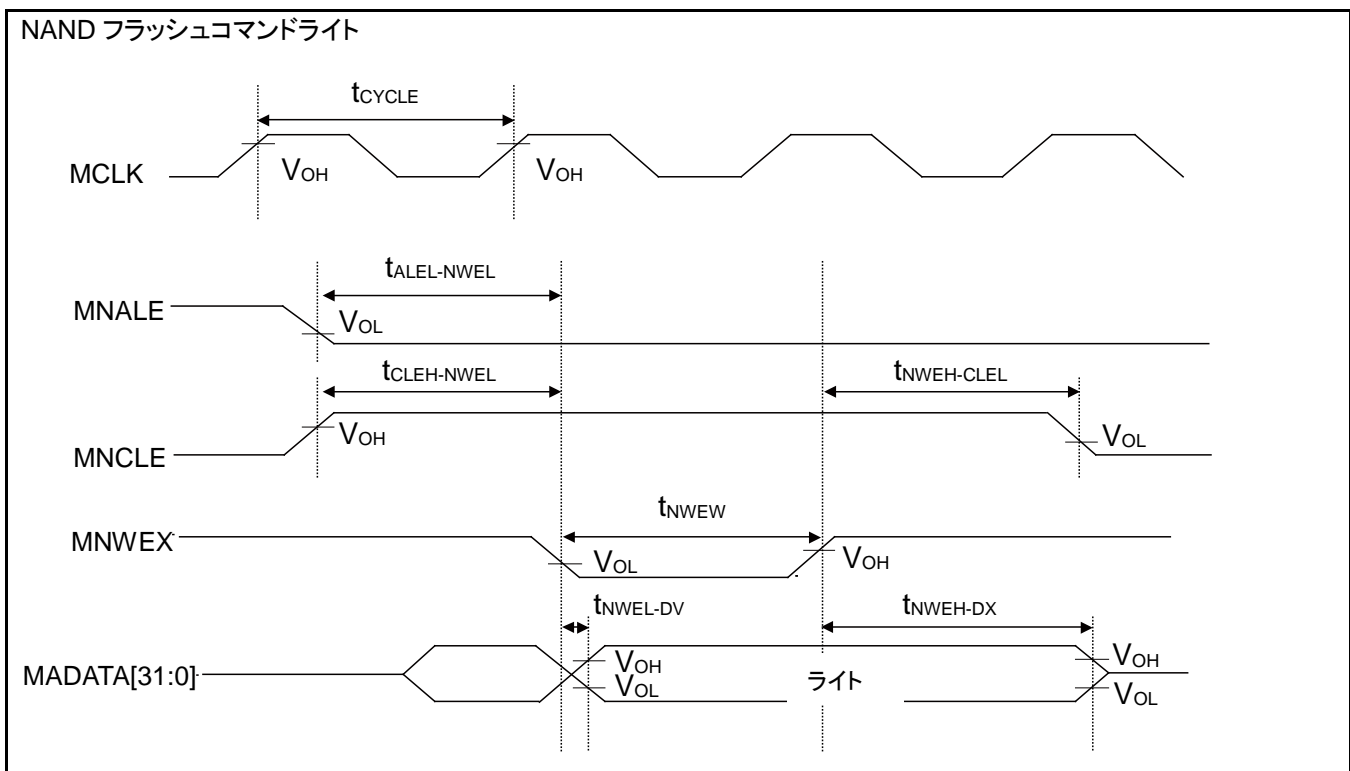 NAND フラッシュコマンドライト
tCYCLE
MCLK
VOH
VOH
tALEL-NWEL
MNALE
VOL
tCLEH-NWEL
tNWEH-CLEL
VOH
VOL
MNCLE
tNWEW
MNWEX
VOL
VOH
tNWEL-DV
tNWEH-DX
MADATA[31:0]
VOH
VOL
ライト
VOH
VOL